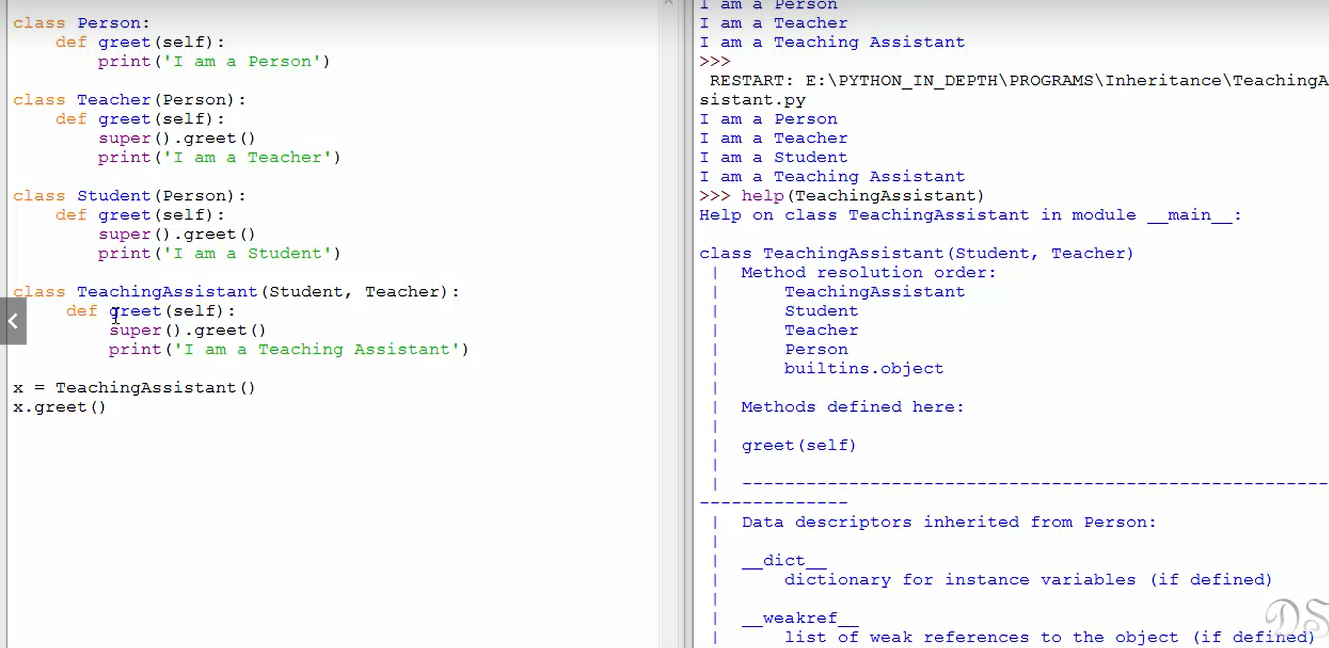 class Person:
def greet(self):
print('I am a Person')
class Teacher(Person):
def greet(self):
super().greet()
print('I am a Teacher')
class Student(Person):
def greet(self):
super().greet()
print('I am a Student')
class TeachingAssistant(Student, Teacher):
def greet(self):
super().greet()
print('I am a Teaching Assistant')
x = TeachingAssistant()
x.greet()
I am a Person
I am a Teacher
I am a Teaching Assistant
>>>
RESTART: E:\PYTHON_IN_DEPTH\PROGRAMS\Inheritance\TeachingA
sistant.py
I am a Person
I am a Teacher
I am a Student
I am a Teaching Assistant
>>> help(TeachingAssistant)
Help on class TeachingAssistant in module __main__:
class TeachingAssistant(Student, Teacher)
| Method resolution order:
| TeachingAssistant
| Student
| Teacher
| Person
| builtins.object
|
| Methods defined here:
|
| greet(self)
|
| -------------------------------------------------------
--------------
| Data descriptors inherited from Person:
|
| __dict__
| dictionary for instance variables (if defined)
|
| __weakref__
| list of weak references to the object (if defined)
DS